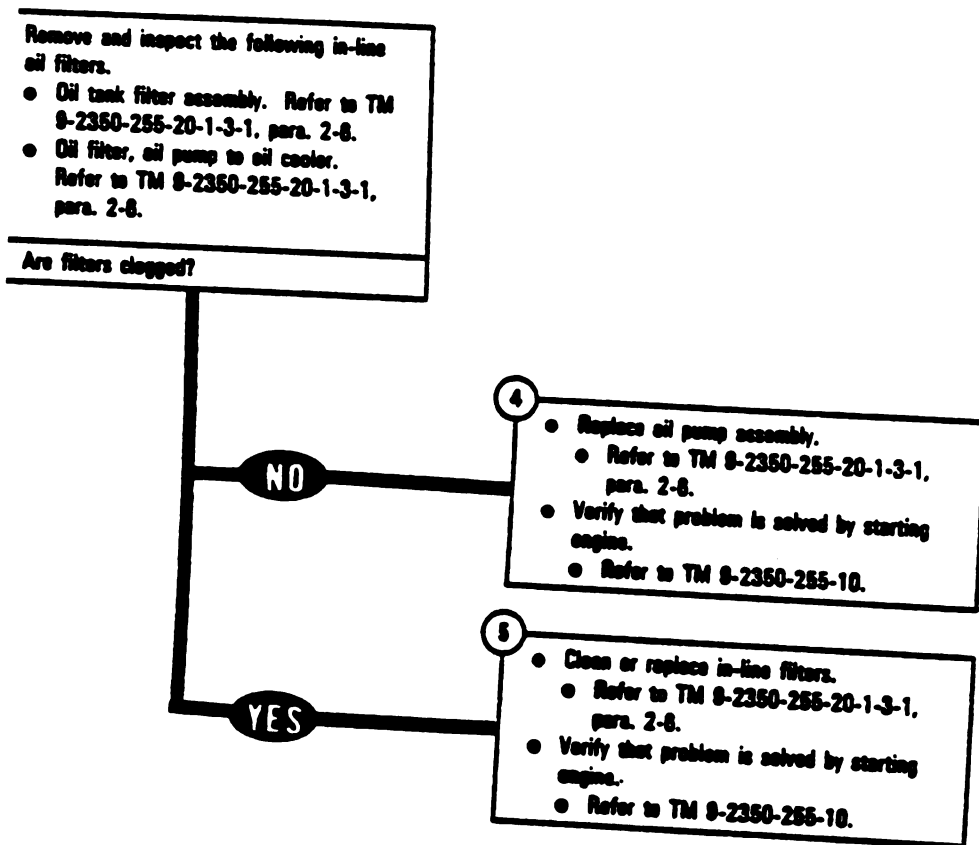 Remove and inspect the following in-line
oil filters.
● Oil tank filter assembly. Refer to TM
9-2350-255-20-1-3-1, para. 2-6.
● Oil filter, oil pump to oil cooler.
Refer to TM 9-2350-255-20-1-3-1,
para. 2-6.
Are filters clogged?
NO
4
● Replace oil pump assembly.
● Refer to TM 9-2350-255-20-1-3-1,
para. 2-6.
● Verify that problem is solved by starting
engine.
● Refer to TM 9-2350-255-10.
YES
5
● Clean or replace in-line filters.
● Refer to TM 9-2350-255-20-1-3-1,
para. 2-6.
● Verify that problem is solved by starting
engine.
● Refer to TM 9-2350-255-10.